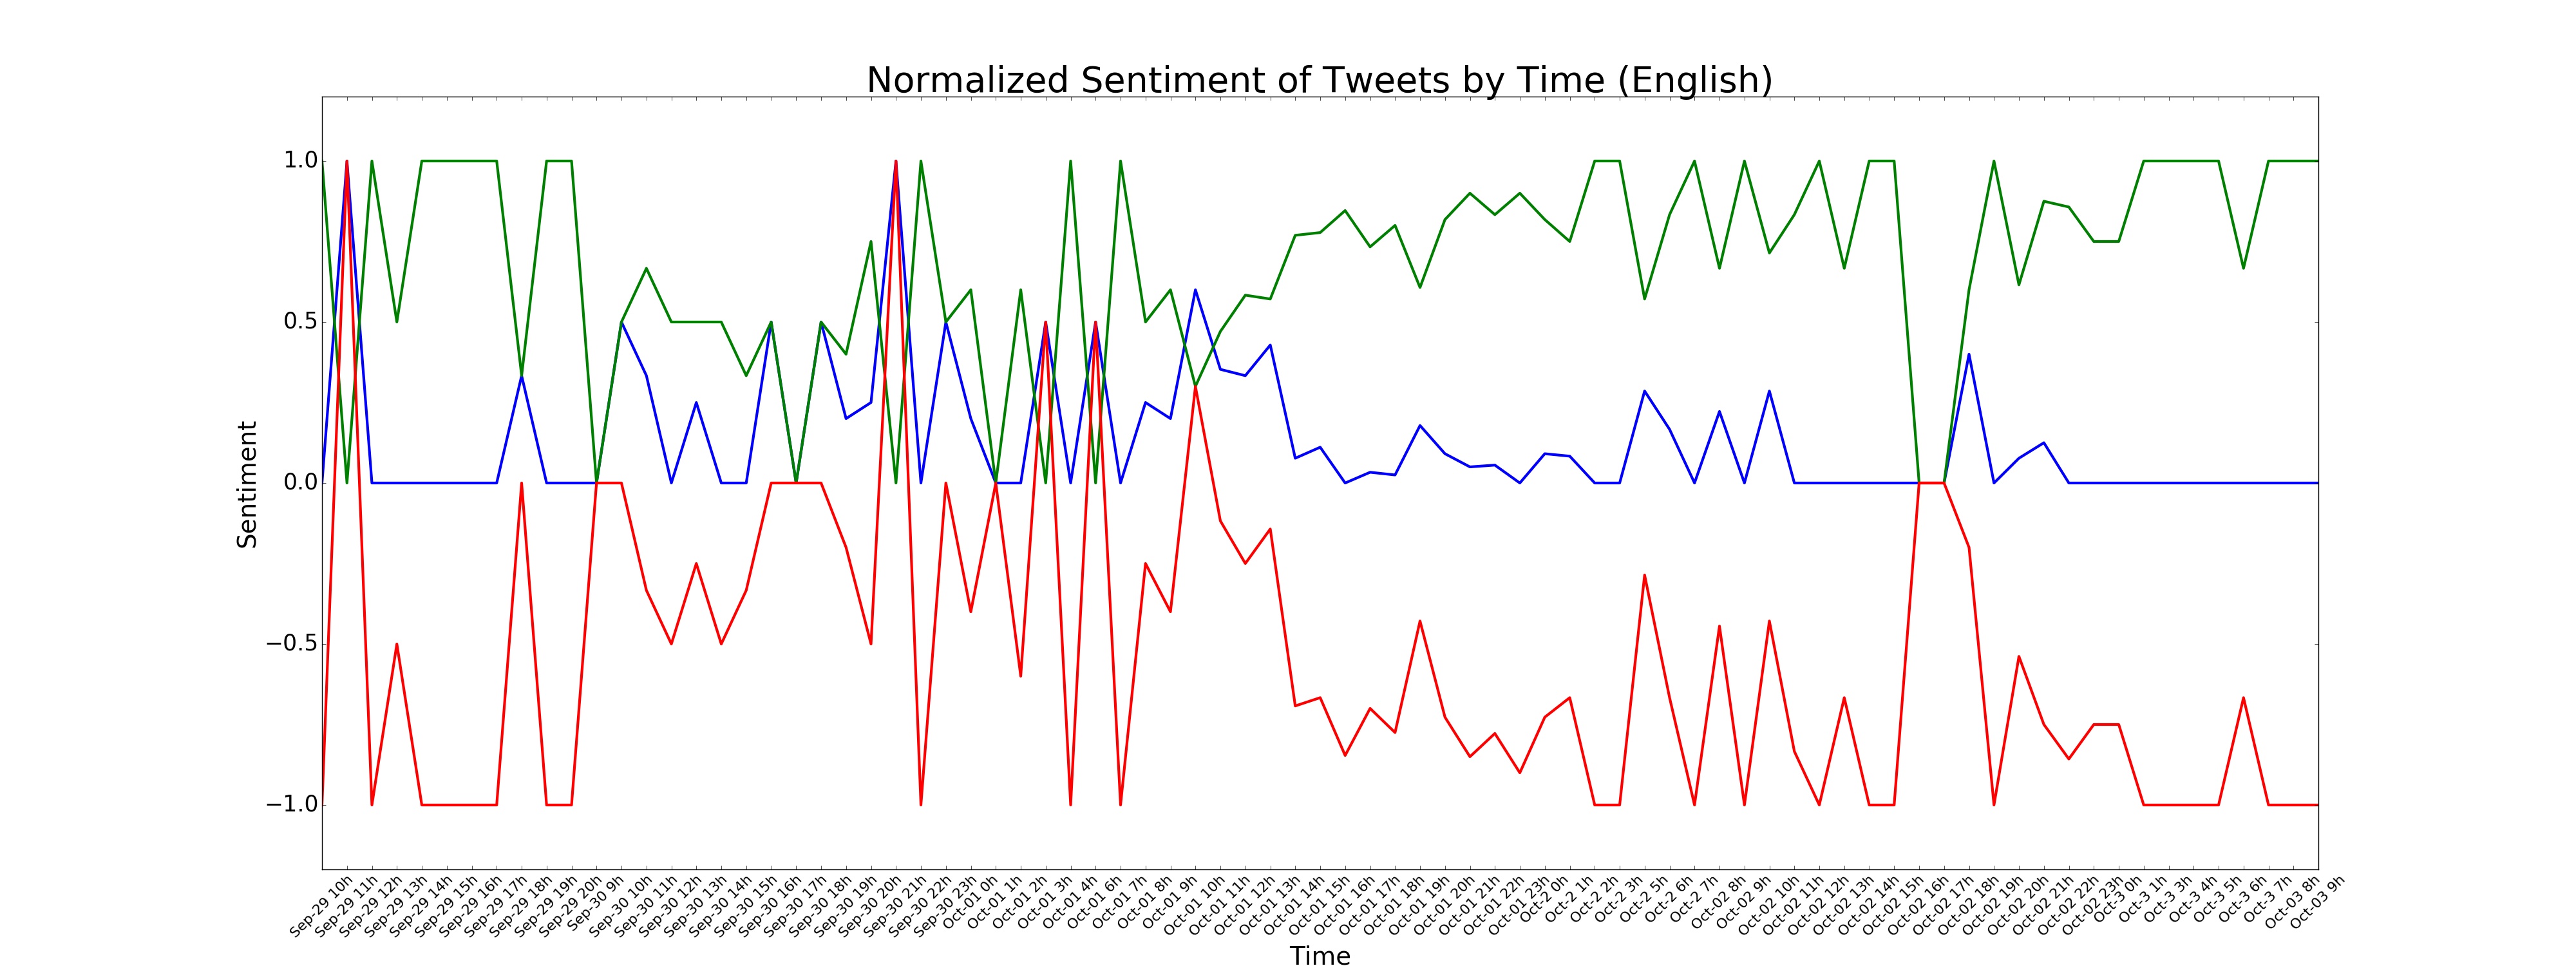 Normalized Sentiment of Tweets by Time (English)
1.0
0.5
0.0
−0.5
−1.0
Sentiment
Sep-29 10h
Sep-29 11h
Sep-29 12h
Sep-29 13h
Sep-29 14h
Sep-29 15h
Sep-29 16h
Sep-29 17h
Sep-29 18h
Sep-29 19h
Sep-29 20h
Sep-30 9h
Sep-30 10h
Sep-30 11h
Sep-30 12h
Sep-30 13h
Sep-30 14h
Sep-30 15h
Sep-30 16h
Sep-30 17h
Sep-30 18h
Sep-30 19h
Sep-30 20h
Sep-30 21h
Sep-30 22h
Sep-30 23h
Oct-01 0h
Oct-01 1h
Oct-01 2h
Oct-01 3h
Oct-01 4h
Oct-01 6h
Oct-01 7h
Oct-01 8h
Oct-01 9h
Oct-01 10h
Oct-01 11h
Oct-01 12h
Oct-01 13h
Oct-01 14h
Oct-01 15h
Oct-01 16h
Oct-01 17h
Oct-01 18h
Oct-01 19h
Oct-01 20h
Oct-01 21h
Oct-01 22h
Oct-01 23h
Oct-2 0h
Oct-2 1h
Oct-2 2h
Oct-2 3h
Oct-2 5h
Oct-2 6h
Oct-2 7h
Oct-02 8h
Oct-02 9h
Oct-02 10h
Oct-02 11h
Oct-02 12h
Oct-02 13h
Oct-02 14h
Oct-02 15h
Oct-02 16h
Oct-02 17h
Oct-02 18h
Oct-02 19h
Oct-02 20h
Oct-02 21h
Oct-02 22h
Oct-02 23h
Oct-3 0h
Oct-3 1h
Oct-3 3h
Oct-3 4h
Oct-3 5h
Oct-3 6h
Oct-3 7h
Oct-03 8h
Oct-03 9h
Time